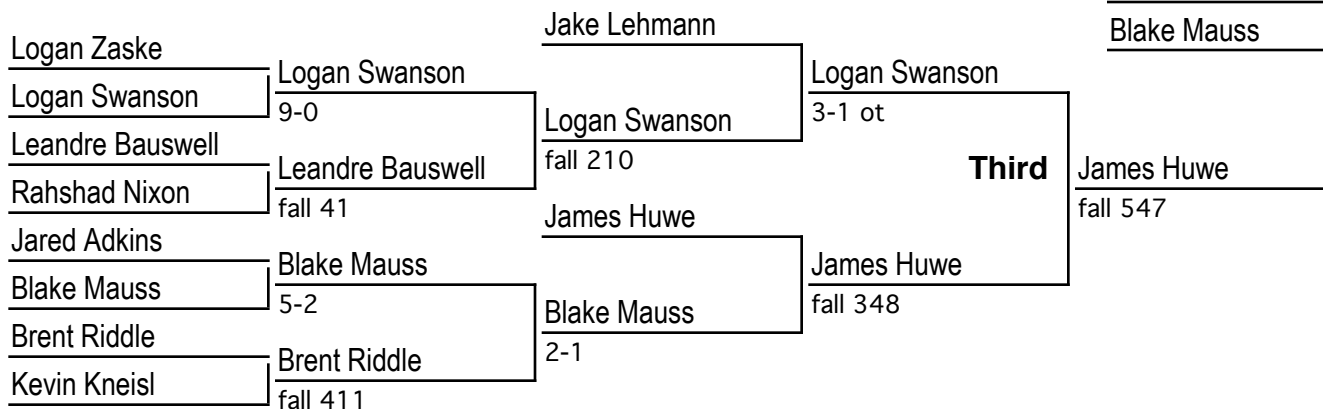 Logan Zaske
Logan Swanson
Leandre Bauswell
Rahshad Nixon
Jared Adkins
Blake Mauss
Brent Riddle
Kevin Kneisl
Logan Swanson
9-0
Leandre Bauswell
fall 41
Blake Mauss
5-2
Brent Riddle
fall 411
Jake Lehmann
Logan Swanson
fall 210
James Huwe
Blake Mauss
2-1
Logan Swanson
3-1 ot
Third
James Huwe
fall 348
Blake Mauss
James Huwe
fall 547